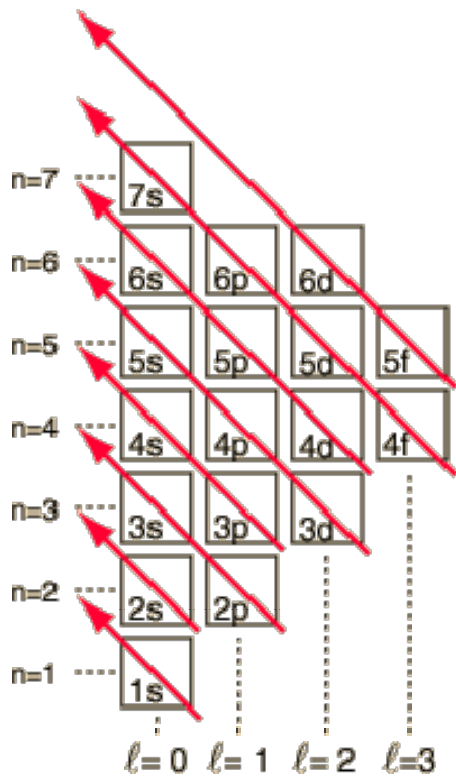 n=7 7s
n=6 6s 6p 6d
n=5 5s 5p 5d 5f
n=4 4s 4p 4d 4f
n=3 3s 3p 3d
n=2 2s 2p
n=1 1s
ℓ= 0 ℓ= 1 ℓ= 2 ℓ=3